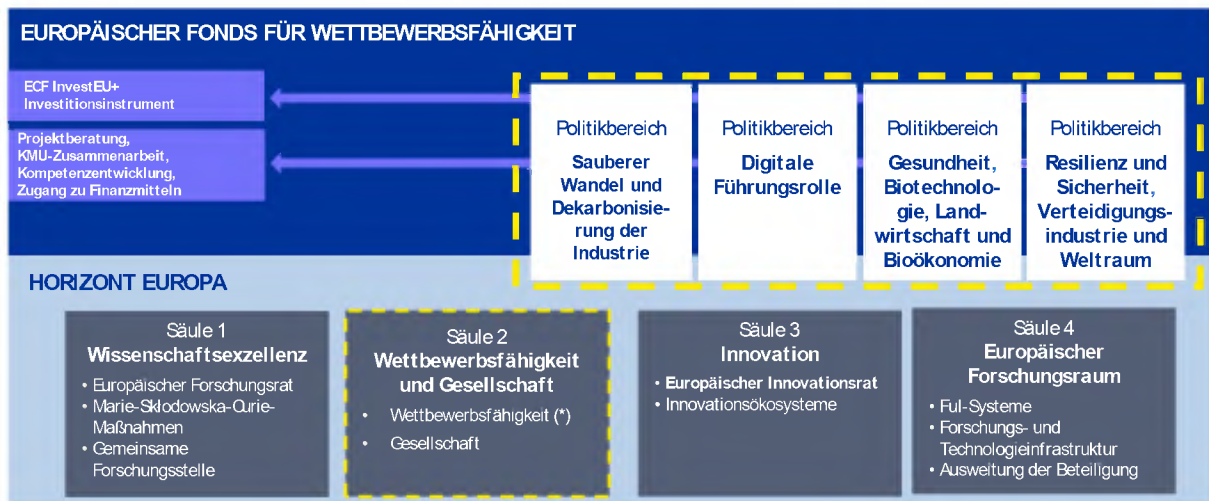 EUROPÄISCHER FONDS FÜR WETTBEWERBSFÄHIGKEIT
ECF InvestEU+
Investitionsinstrument
Projektberatung,
KMU-Zusammenarbeit,
Kompetenzentwicklung,
Zugang zu Finanzmitteln
Politikbereich
Sauberer
Wandel und
Dekarbonisie-
rung der
Industrie
Politikbereich
Digitale
Führungsrolle
Politikbereich
Gesundheit,
Biotechnolo-
gie, Land-
wirtschaft und
Bioökonomie
Politikbereich
Resilienz und
Sicherheit,
Verteidigungs-
industrie und
Weltraum
HORIZONT EUROPA
Säule 1
Wissenschaftsexzellenz
• Europäischer Forschungsrat
• Marie-Skłodowska-Curie-
Maßnahmen
• Gemeinsame
Forschungsstelle
Säule 2
Wettbewerbsfähigkeit
und Gesellschaft
• Wettbewerbsfähigkeit (*)
• Gesellschaft
Säule 3
Innovation
• Europäischer Innovationsrat
• Innovationsökosysteme
Säule 4
Europäischer
Forschungsraum
• FuI-Systeme
• Forschungs- und
Technologieinfrastruktur
• Ausweitung der Beteiligung